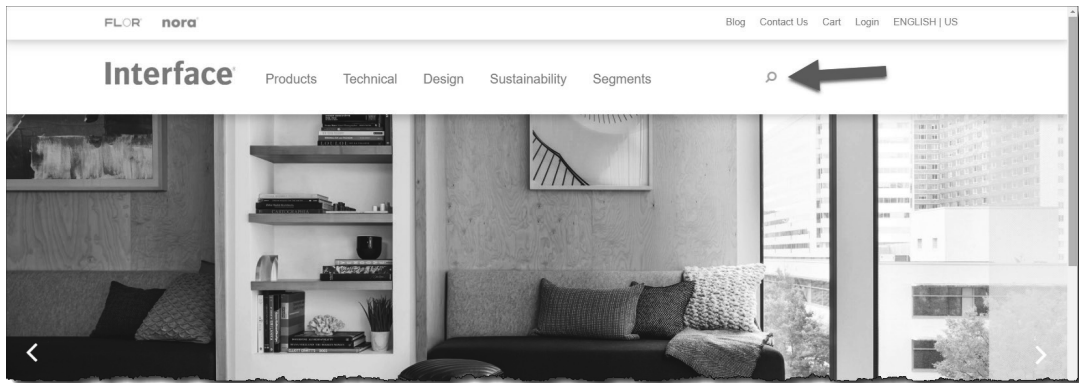 FLOR nora
Blog Contact Us Cart Login ENGLISH | US
Interface Products Technical Design Sustainability Segments